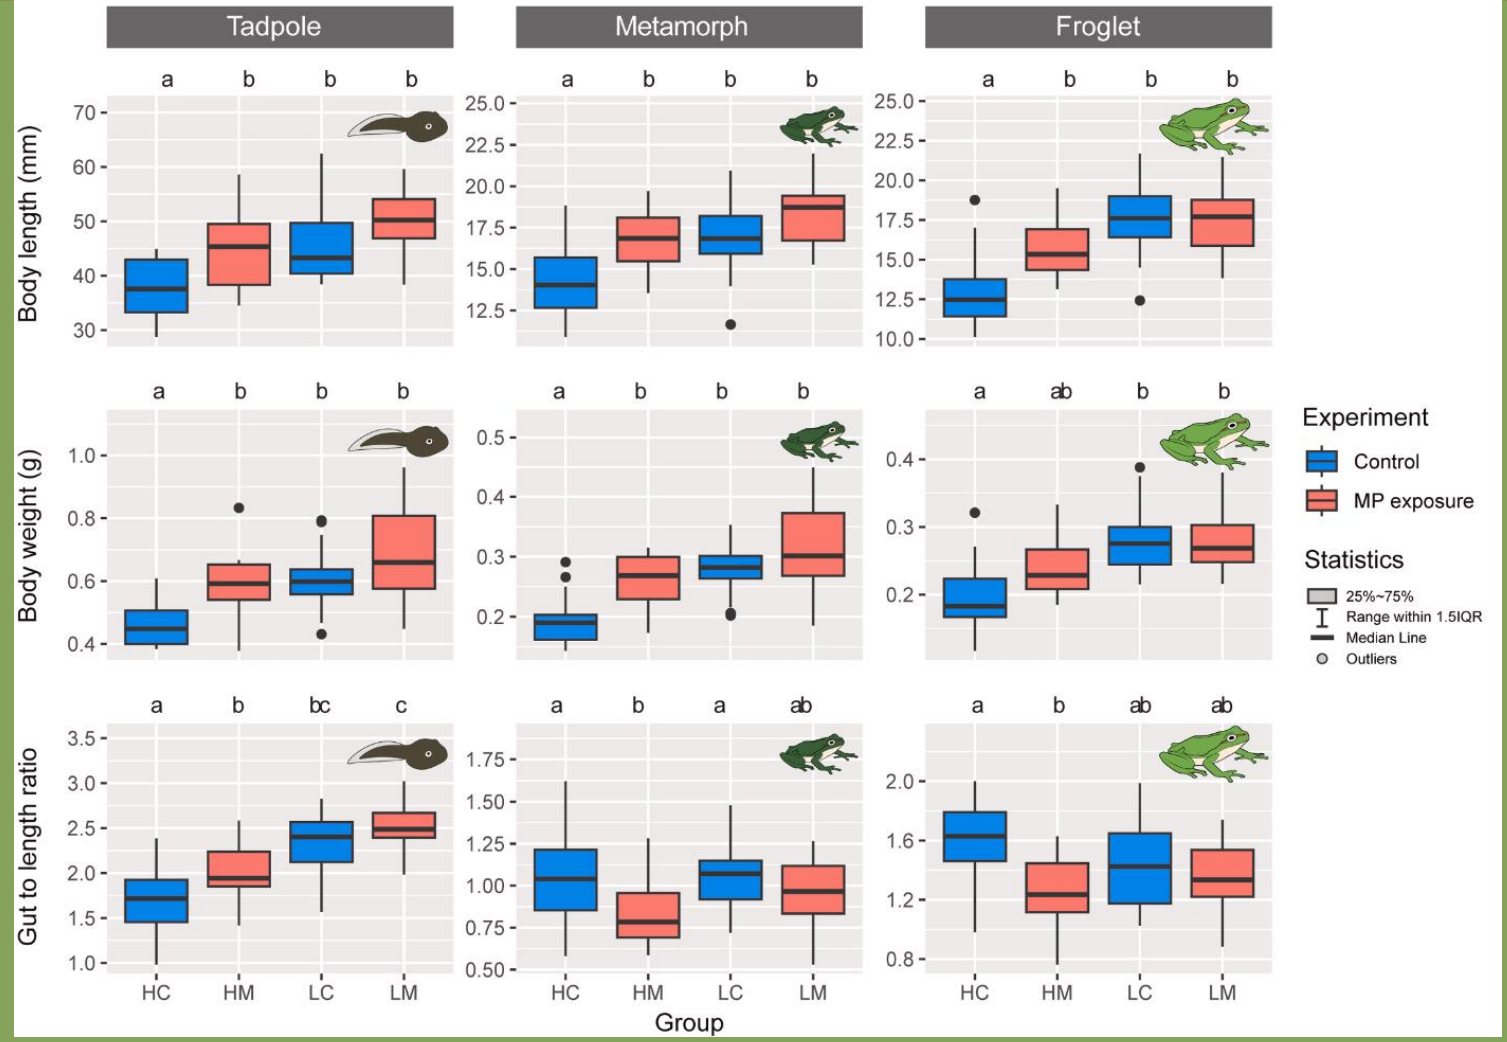 Tadpole Metamorph Froglet
a b b b a b b b a b b b
Body length (mm)
70
60
50
40
30
25.0
22.5
20.0
17.5
15.0
12.5
25.0
22.5
20.0
17.5
15.0
12.5
10.0
a b b b a b b b a ab b b
Body weight (g)
1.0
0.8
0.6
0.4
0.5
0.4
0.3
0.2
0.4
0.3
0.2
Experiment
Control
MP exposure
Statistics
25%~75%
Range within 1.5IQR
Median Line
Outliers
a b bc c a b a ab a b ab ab
Gut to length ratio
3.5
3.0
2.5
2.0
1.5
1.0
1.75
1.50
1.25
1.00
0.75
0.50
2.0
1.6
1.2
0.8
HC HM LC LM HC HM LC LM HC HM LC LM
Group